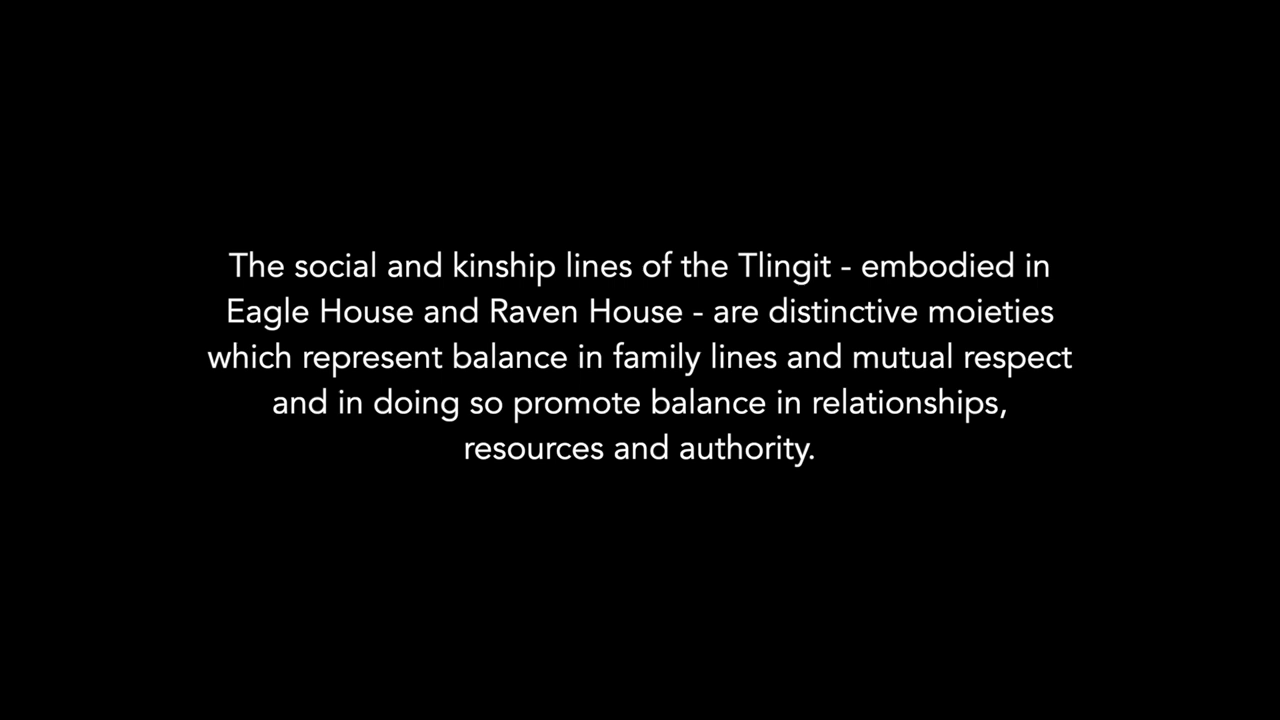 The social and kinship lines of the Tlingit - embodied in
Eagle House and Raven House - are distinctive moieties
which represent balance in family lines and mutual respect
and in doing so promote balance in relationships,
resources and authority.